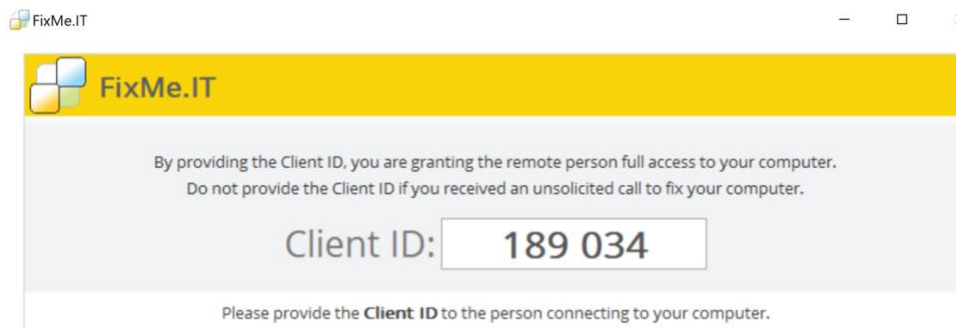 FixMe.IT
FixMe.IT
By providing the Client ID, you are granting the remote person full access to your computer.
Do not provide the Client ID if you received an unsolicited call to fix your computer.
Client ID: 189 034
Please provide the Client ID to the person connecting to your computer.